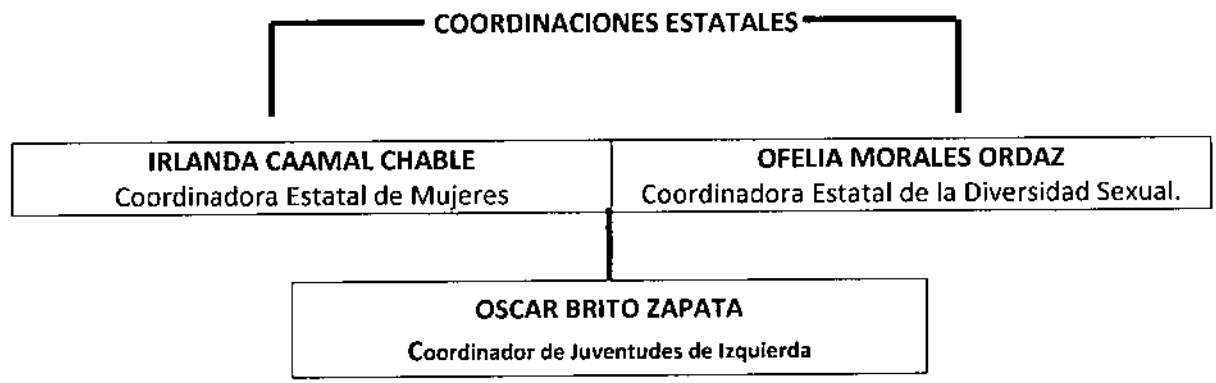 COORDINACIONES ESTATALES
IRLANDA CAAMAL CHABLE
Coordinadora Estatal de Mujeres
OFELIA MORALES ORDAZ
Coordinadora Estatal de la Diversidad Sexual.
OSCAR BRITO ZAPATA
Coordinador de Juventudes de Izquierda